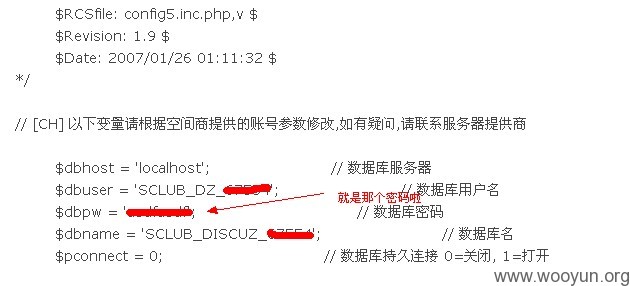 $RCSfile: config5.inc.php,v $
$Revision: 1.9 $
$Date: 2007/01/26 01:11:32 $
*/
// [CH] 以下变量请根据空间商提供的账号参数修改,如有疑问,请联系服务器提供商
$dbhost = 'localhost'; // 数据库服务器
$dbuser = 'SCLUB_DZ_ '; // 数据库用户名
就是那个密码啦
$dbpw = ' ; // 数据库密码
$dbname = 'SCLUB_DISCUZ_ '; // 数据库名
$pconnect = 0; // 数据库持久连接 0=关闭, 1=打开
www.wooyun.org